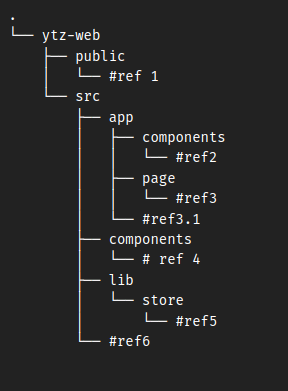 .
└── ytz-web
    ├── public
    │   └── #ref 1
    └── src
        ├── app
        │   ├── components
        │   │   └── #ref2
        │   ├── page
        │   │   └── #ref3
        │   └── #ref3.1
        ├── components
        │   └── # ref 4
        ├── lib
        │   └── store
        │       └── #ref5
        └── #ref6